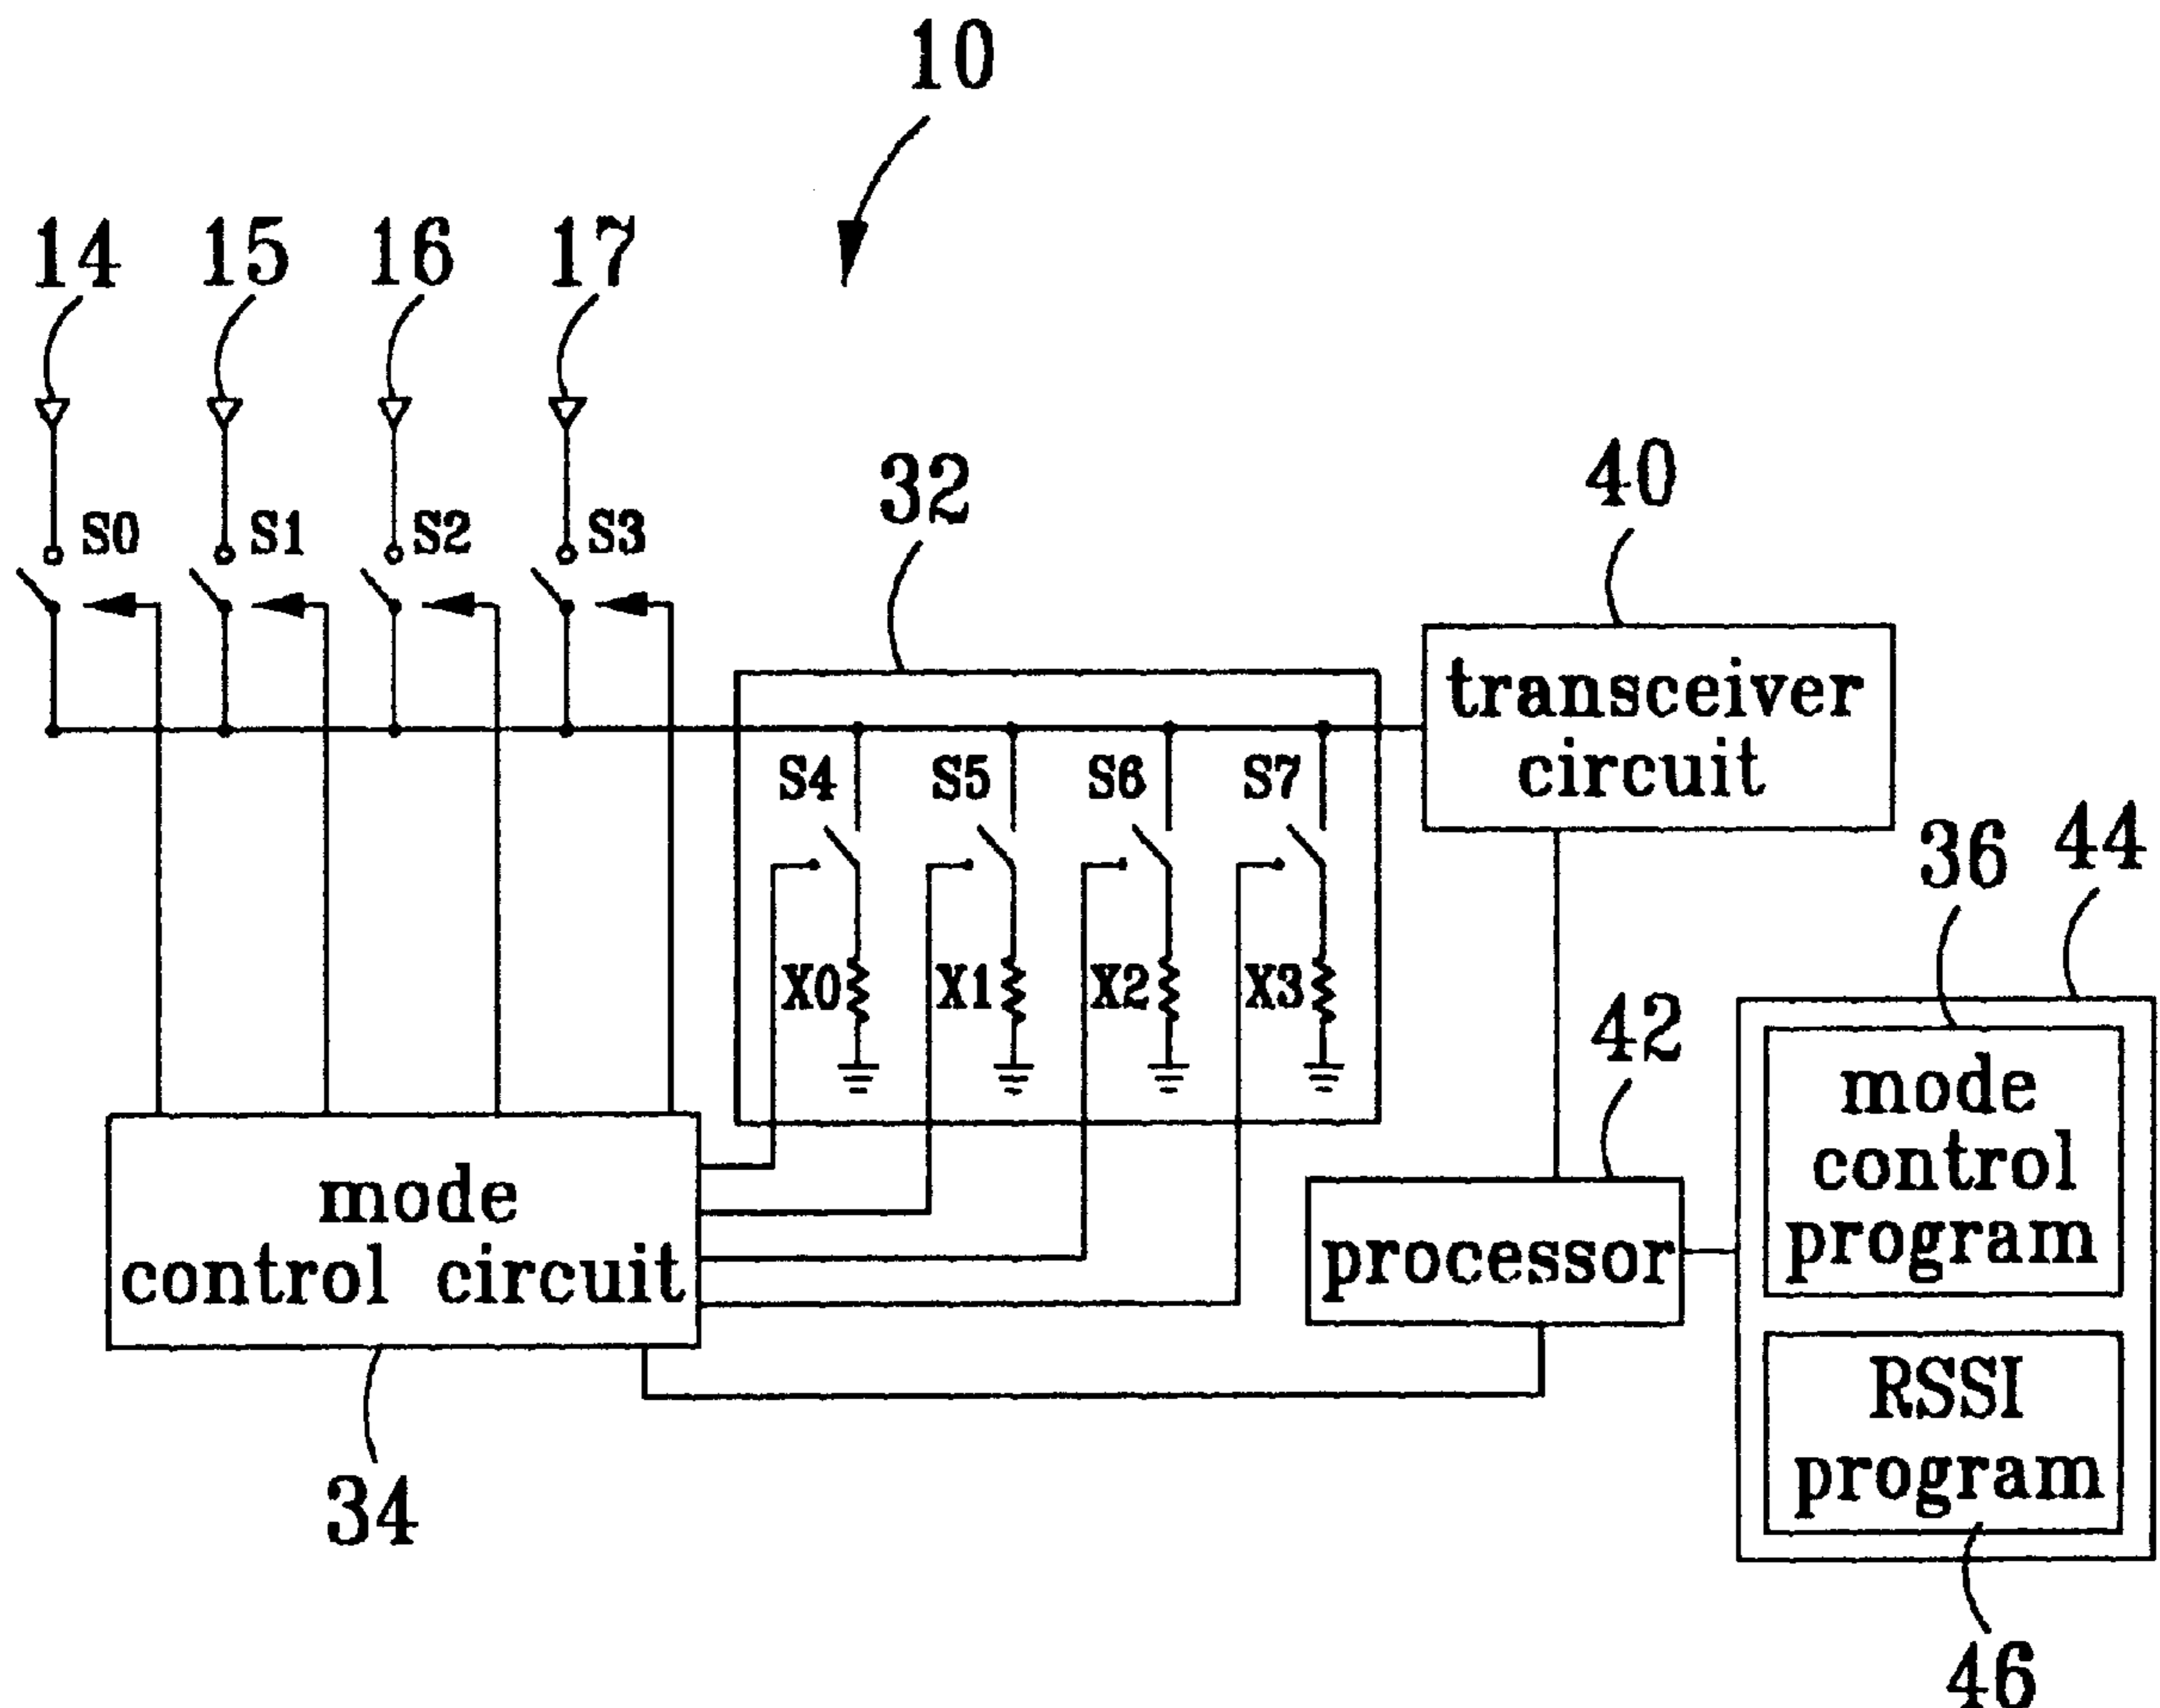 10
14 15 16 17
32
40
S0 S1 S2 S3
transceiver
circuit
S4 S5 S6 S7
36 44
X0 X1 X2 X3
42
mode
control
program
mode
control circuit
processor
RSSI
program
34
46